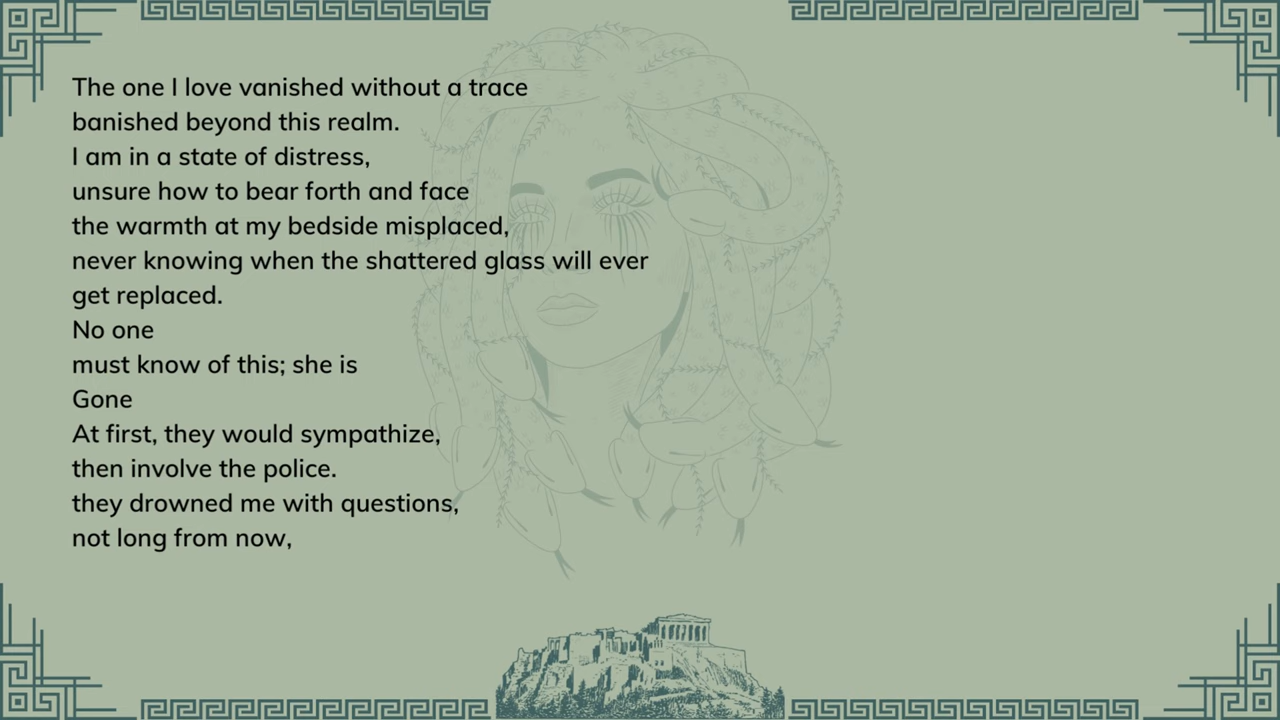 The one I love vanished without a trace
banished beyond this realm.
I am in a state of distress,
unsure how to bear forth and face
the warmth at my bedside misplaced,
never knowing when the shattered glass will ever
get replaced.
No one
must know of this; she is
Gone
At first, they would sympathize,
then involve the police.
they drowned me with questions,
not long from now,